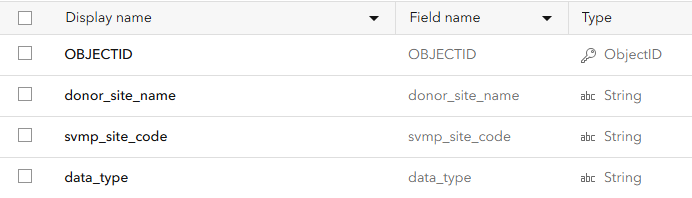 Display name Field name Type
OBJECTID OBJECTID ObjectID
donor_site_name donor_site_name abc String
svmp_site_code svmp_site_code abc String
data_type data_type abc String